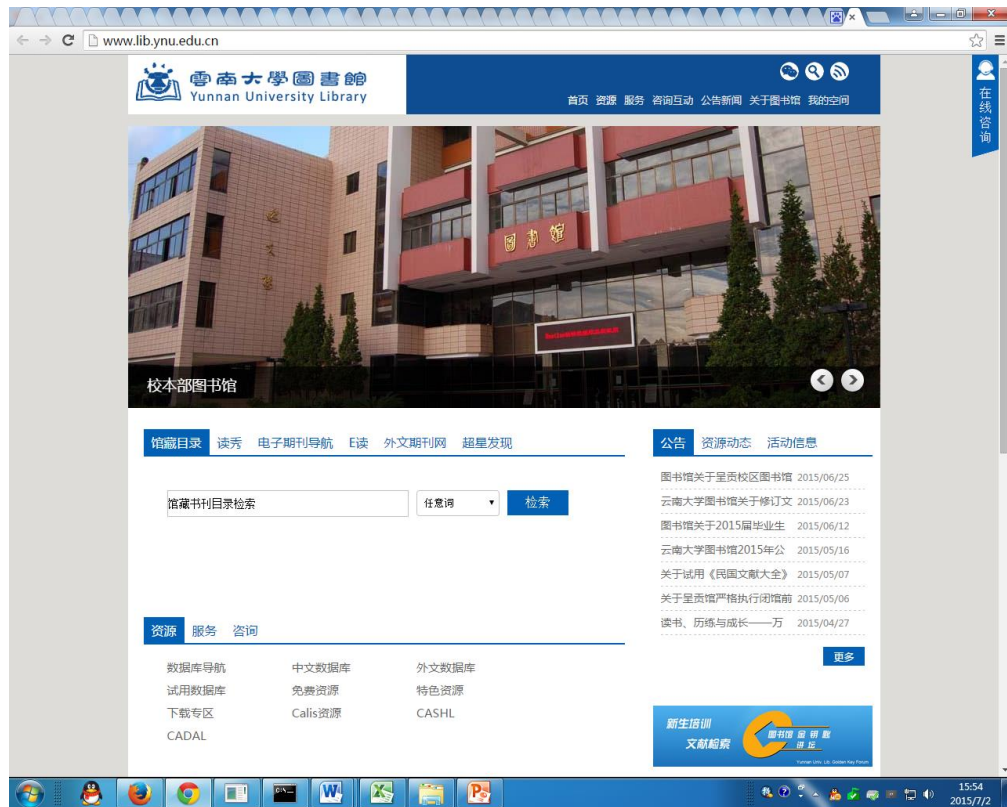 www.lib.ynu.edu.cn
雲南大學圖書館
Yunnan University Library
首页 资源 服务 咨询互动 公告新闻 关于图书馆 我的空间
在线咨询
圖書館
校本部图书馆
馆藏目录 读秀 电子期刊导航 E读 外文期刊网 超星发现
馆藏书刊目录检索 任意词 检索
公告 资源动态 活动信息
图书馆关于呈贡校区图书馆 2015/06/25
云南大学图书馆关于修订文 2015/06/23
图书馆关于2015届毕业生 2015/06/12
云南大学图书馆2015年公 2015/05/16
关于试用《民国文献大全》 2015/05/07
关于呈贡馆严格执行闭馆前 2015/05/06
读书、历练与成长——万 2015/04/27
更多
资源 服务 咨询
数据库导航 中文数据库 外文数据库
试用数据库 免费资源 特色资源
下载专区 Calis资源 CASHL
CADAL
新生培训
文献检索
图书馆 金 钥 匙
讲 坛
Yunnan Univ. Lib. Golden Key Forum
15:54
2015/7/2